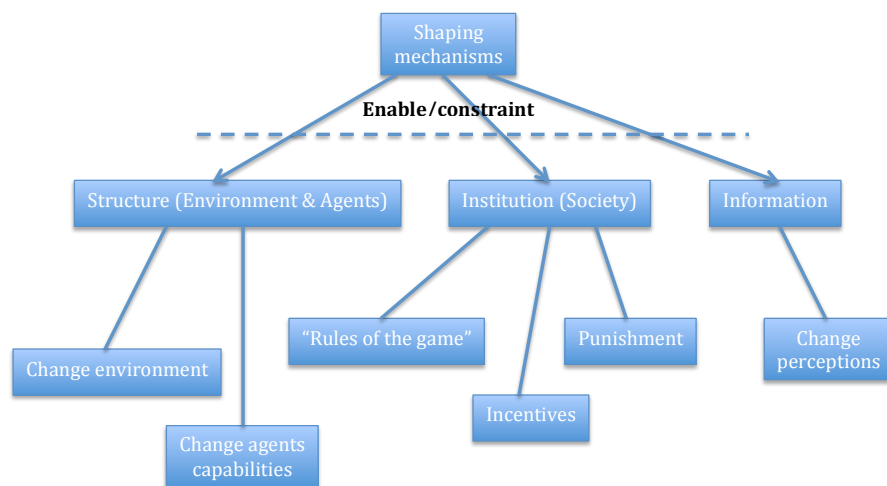 Shaping
mechanisms
Enable/constraint
Structure (Environment & Agents)
Institution (Society)
Information
"Rules of the game"
Punishment
Change
perceptions
Change environment
Incentives
Change agents
capabilities